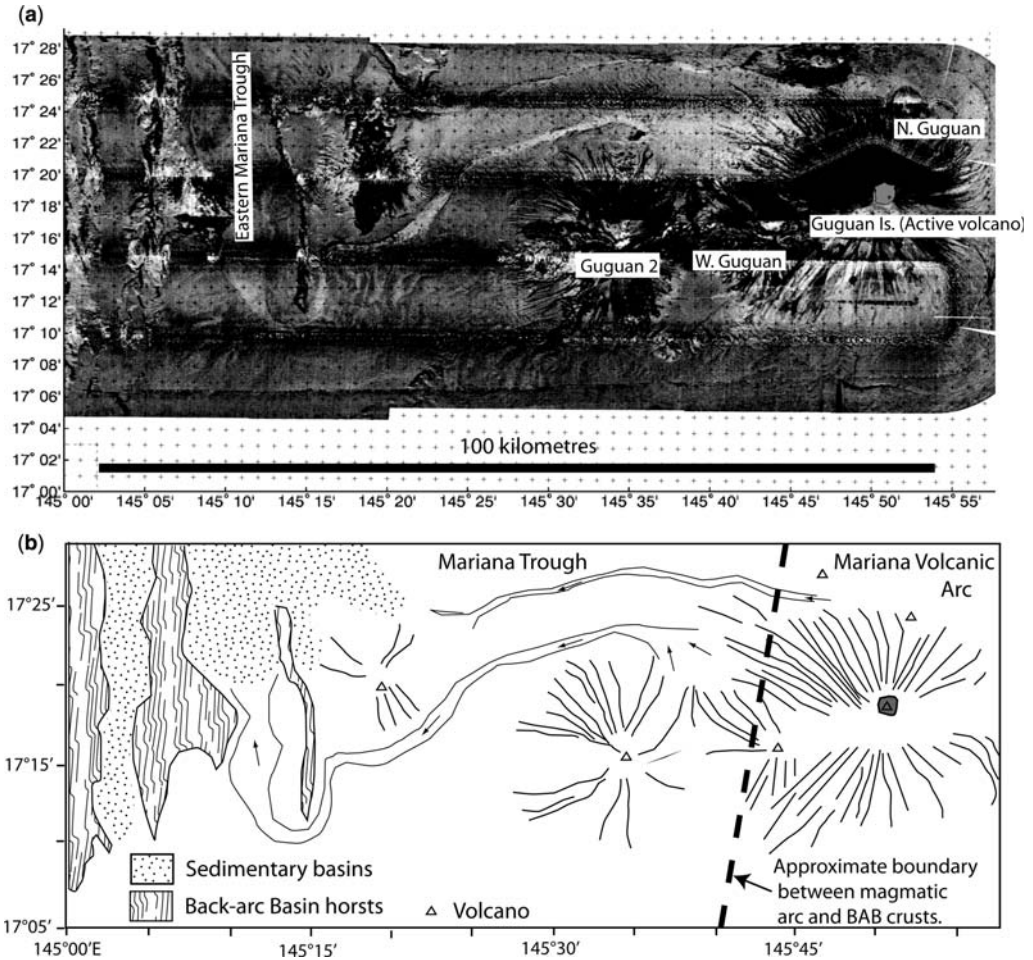 (a)
17° 28'
17° 26'
17° 24'
17° 22'
17° 20'
17° 18'
17° 16'
17° 14'
17° 12'
17° 10'
17° 08'
17° 06'
17° 04'
17° 02'
17° 00'
Eastern Mariana Trough
N. Guguan
Guguan Is. (Active volcano)
Guguan 2
W. Guguan
100 kilometres
145° 00'
145° 05'
145° 10'
145° 15'
145° 20'
145° 25'
145° 30'
145° 35'
145° 40'
145° 45'
145° 50'
145° 55'
(b)
Mariana Trough
Mariana Volcanic
Arc
17°25'
17°15'
17°05'
Sedimentary basins
Back-arc Basin horsts
Volcano
Approximate boundary
between magmatic
arc and BAB crusts.
145°00'E
145°15'
145°30'
145°45'